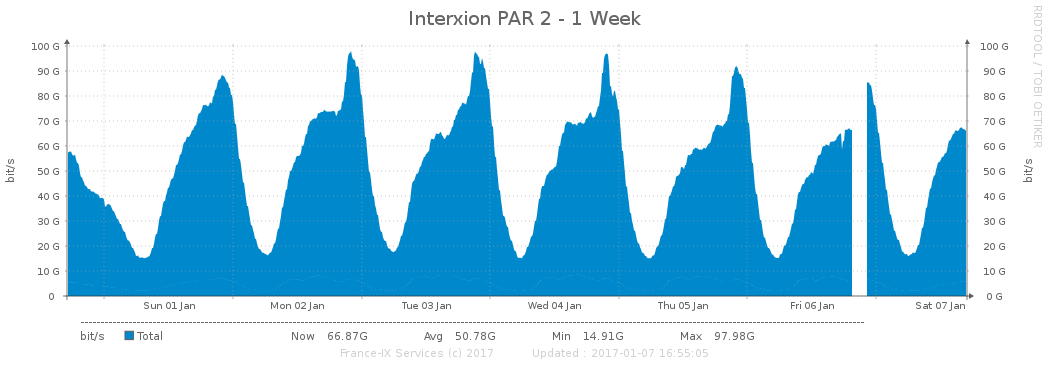 Interxion PAR 2 - 1 Week
RRDTOOL / TOBI OETIKER
100 G 100 G
90 G 90 G
80 G 80 G
70 G 70 G
60 G 60 G
50 G 50 G
40 G 40 G
30 G 30 G
20 G 20 G
10 G 10 G
0 0 G
bit/s bit/s
Sun 01 Jan Mon 02 Jan Tue 03 Jan Wed 04 Jan Thu 05 Jan Fri 06 Jan Sat 07 Jan
bit/s Total Now 66.87G Avg 50.78G Min 14.91G Max 97.98G
France-IX Services (c) 2017 Updated : 2017-01-07 16:55:05